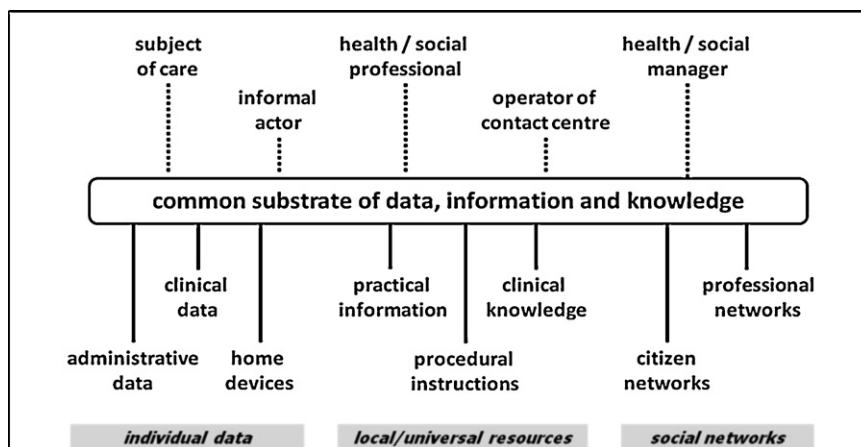 subject
of care
health / social
professional
health / social
manager
informal
actor
operator of
contact centre
common substrate of data, information and knowledge
clinical
data
practical
information
clinical
knowledge
professional
networks
administrative
data
home
devices
procedural
instructions
citizen
networks
individual data
local/universal resources
social networks